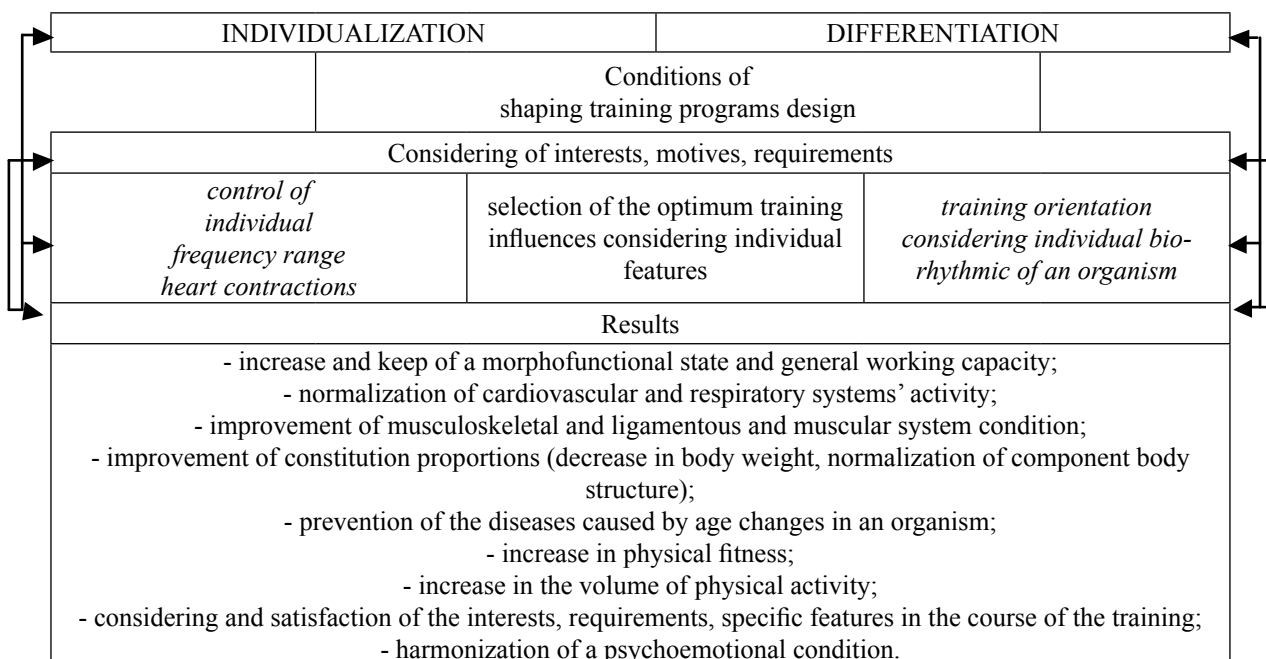 INDIVIDUALIZATION
DIFFERENTIATION
Conditions of
shaping training programs design
Considering of interests, motives, requirements
control of
individual
frequency range
heart contractions
selection of the optimum training
influences considering individual
features
training orientation
considering individual bio-
rhythmic of an organism
Results
- increase and keep of a morphofunctional state and general working capacity;
- normalization of cardiovascular and respiratory systems’ activity;
- improvement of musculoskeletal and ligamentous and muscular system condition;
- improvement of constitution proportions (decrease in body weight, normalization of component body
structure);
- prevention of the diseases caused by age changes in an organism;
- increase in physical fitness;
- increase in the volume of physical activity;
- considering and satisfaction of the interests, requirements, specific features in the course of the training;
- harmonization of a psychoemotional condition.